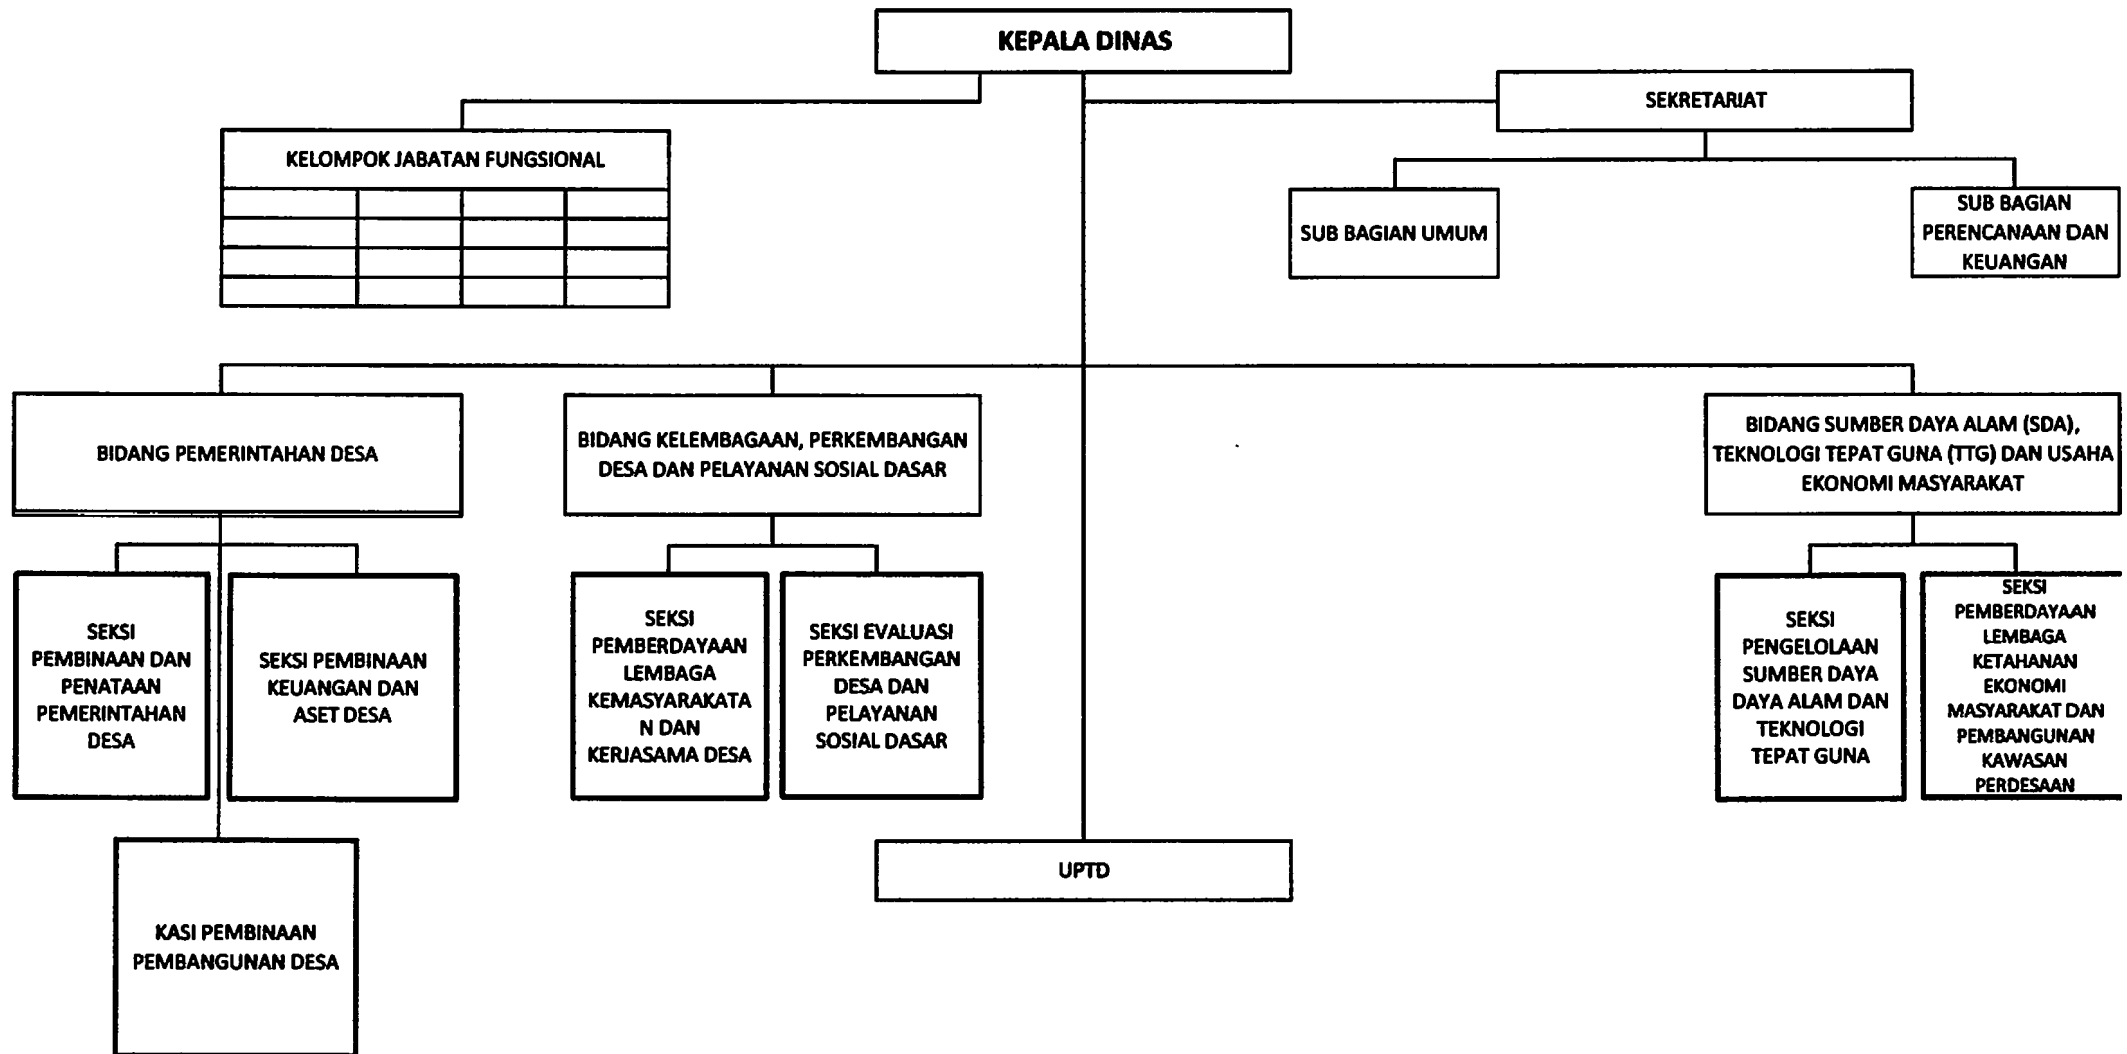 KEPALA DINAS
SEKRETARIAT
KELOMPOK JABATAN FUNGSIONAL
SUB BAGIAN UMUM
SUB BAGIAN
PERENCANAAN DAN
KEUANGAN
BIDANG PEMERINTAHAN DESA
BIDANG KELEMBAGAAN, PERKEMBANGAN
DESA DAN PELAYANAN SOSIAL DASAR
BIDANG SUMBER DAYA ALAM (SDA),
TEKNOLOGI TEPAT GUNA (TTG) DAN USAHA
EKONOMI MASYARAKAT
SEKSI
PEMBINAAN DAN
PENATAAN
PEMERINTAHAN
DESA
SEKSI PEMBINAAN
KEUANGAN DAN
ASET DESA
SEKSI
PEMBERDAYAAN
LEMBAGA
KEMASYARAKATA
N DAN
KERJASAMA DESA
SEKSI EVALUASI
PERKEMBANGAN
DESA DAN
PELAYANAN
SOSIAL DASAR
SEKSI
PENGELOLAAN
SUMBER DAYA
DAYA ALAM DAN
TEKNOLOGI
TEPAT GUNA
SEKSI
PEMBERDAYAAN
LEMBAGA
KETAHANAN
EKONOMI
MASYARAKAT DAN
PEMBANGUNAN
KAWASAN
PERDESAAN
UPTD
KASI PEMBINAAN
PEMBANGUNAN DESA